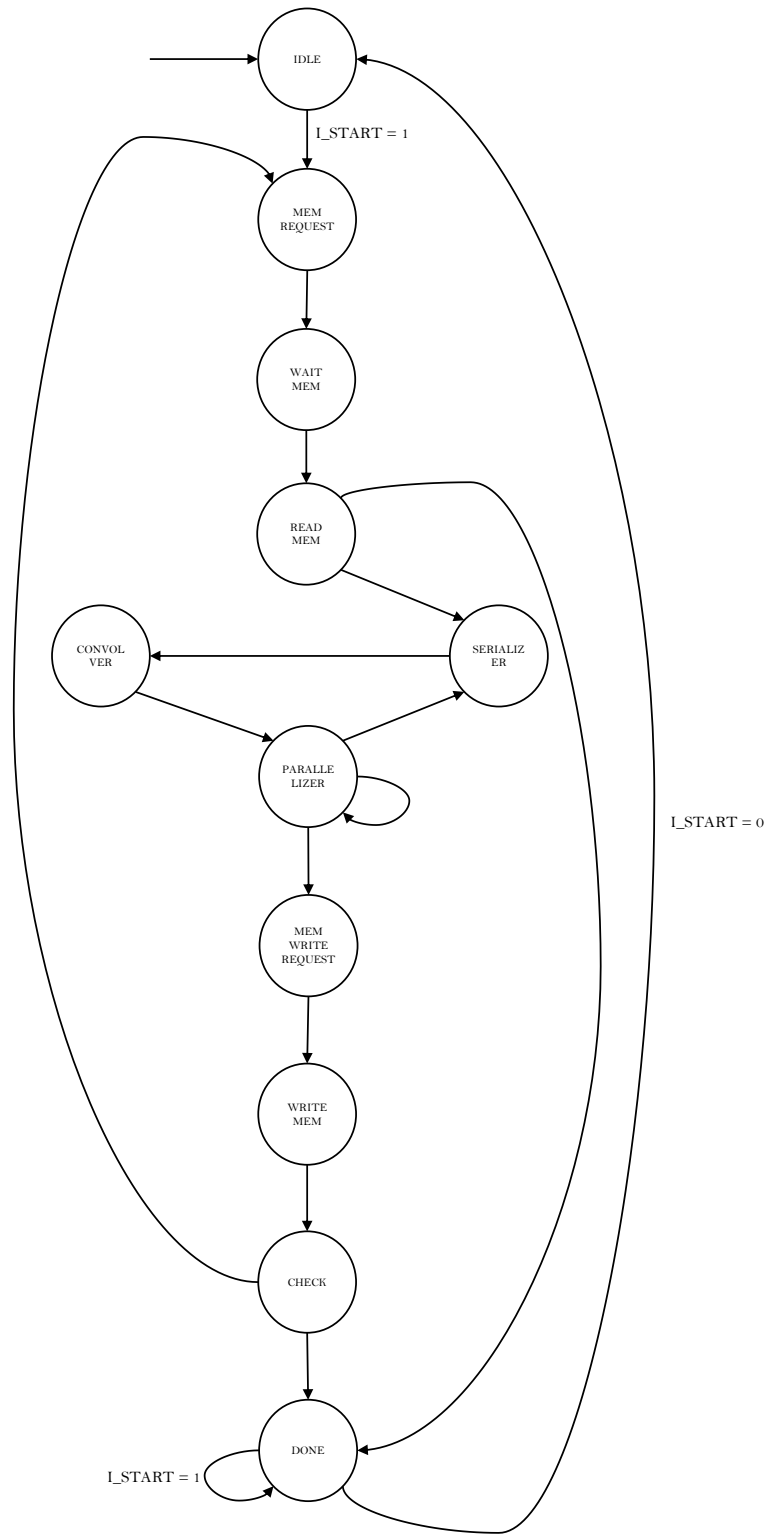 IDLE
I_START = 1
MEM
REQUEST
WAIT
MEM
READ
MEM
CONVOL
VER
SERIALIZ
ER
PARALLE
LIZER
I_START = 0
MEM
WRITE
REQUEST
WRITE
MEM
CHECK
DONE
I_START = 1